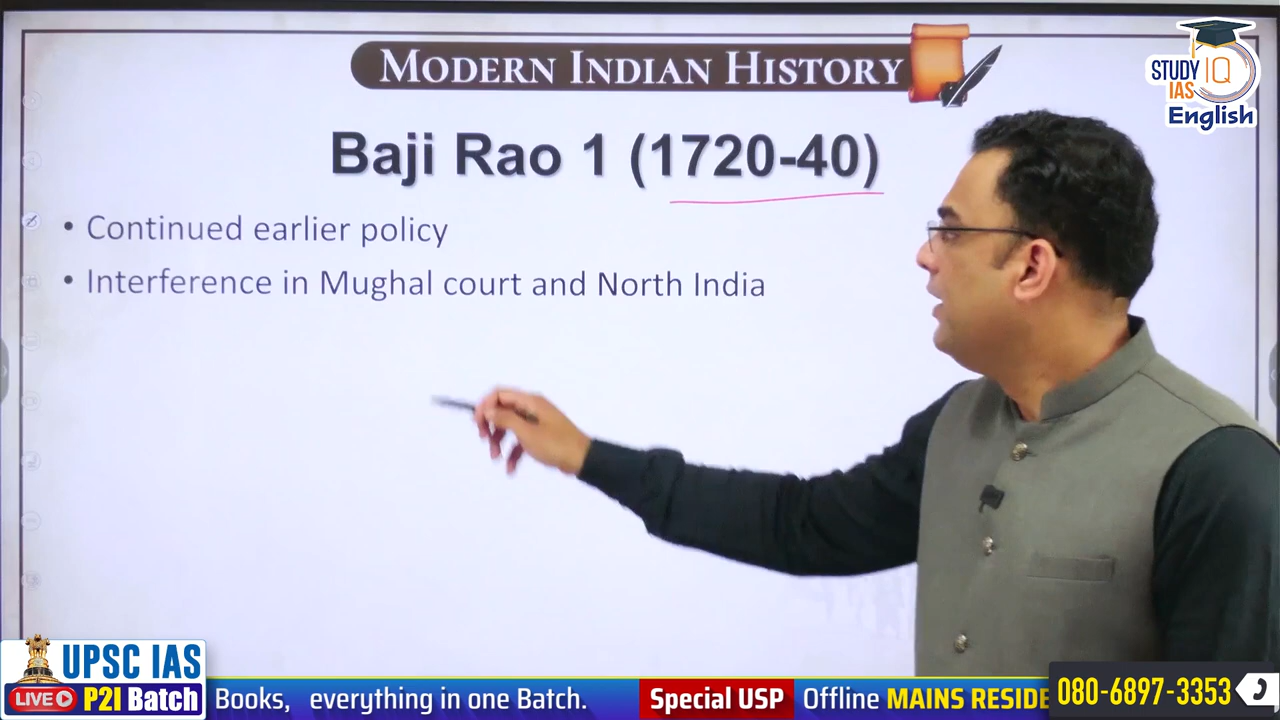 MODERN INDIAN HISTORY
STUDY IQ
IAS
English
Baji Rao 1 (1720-40)
• Continued earlier policy
• Interference in Mughal court and North India
UPSC IAS
LIVE P2I Batch
Books, everything in one Batch.
Special USP
Offline MAINS RESIDE
080-6897-3353